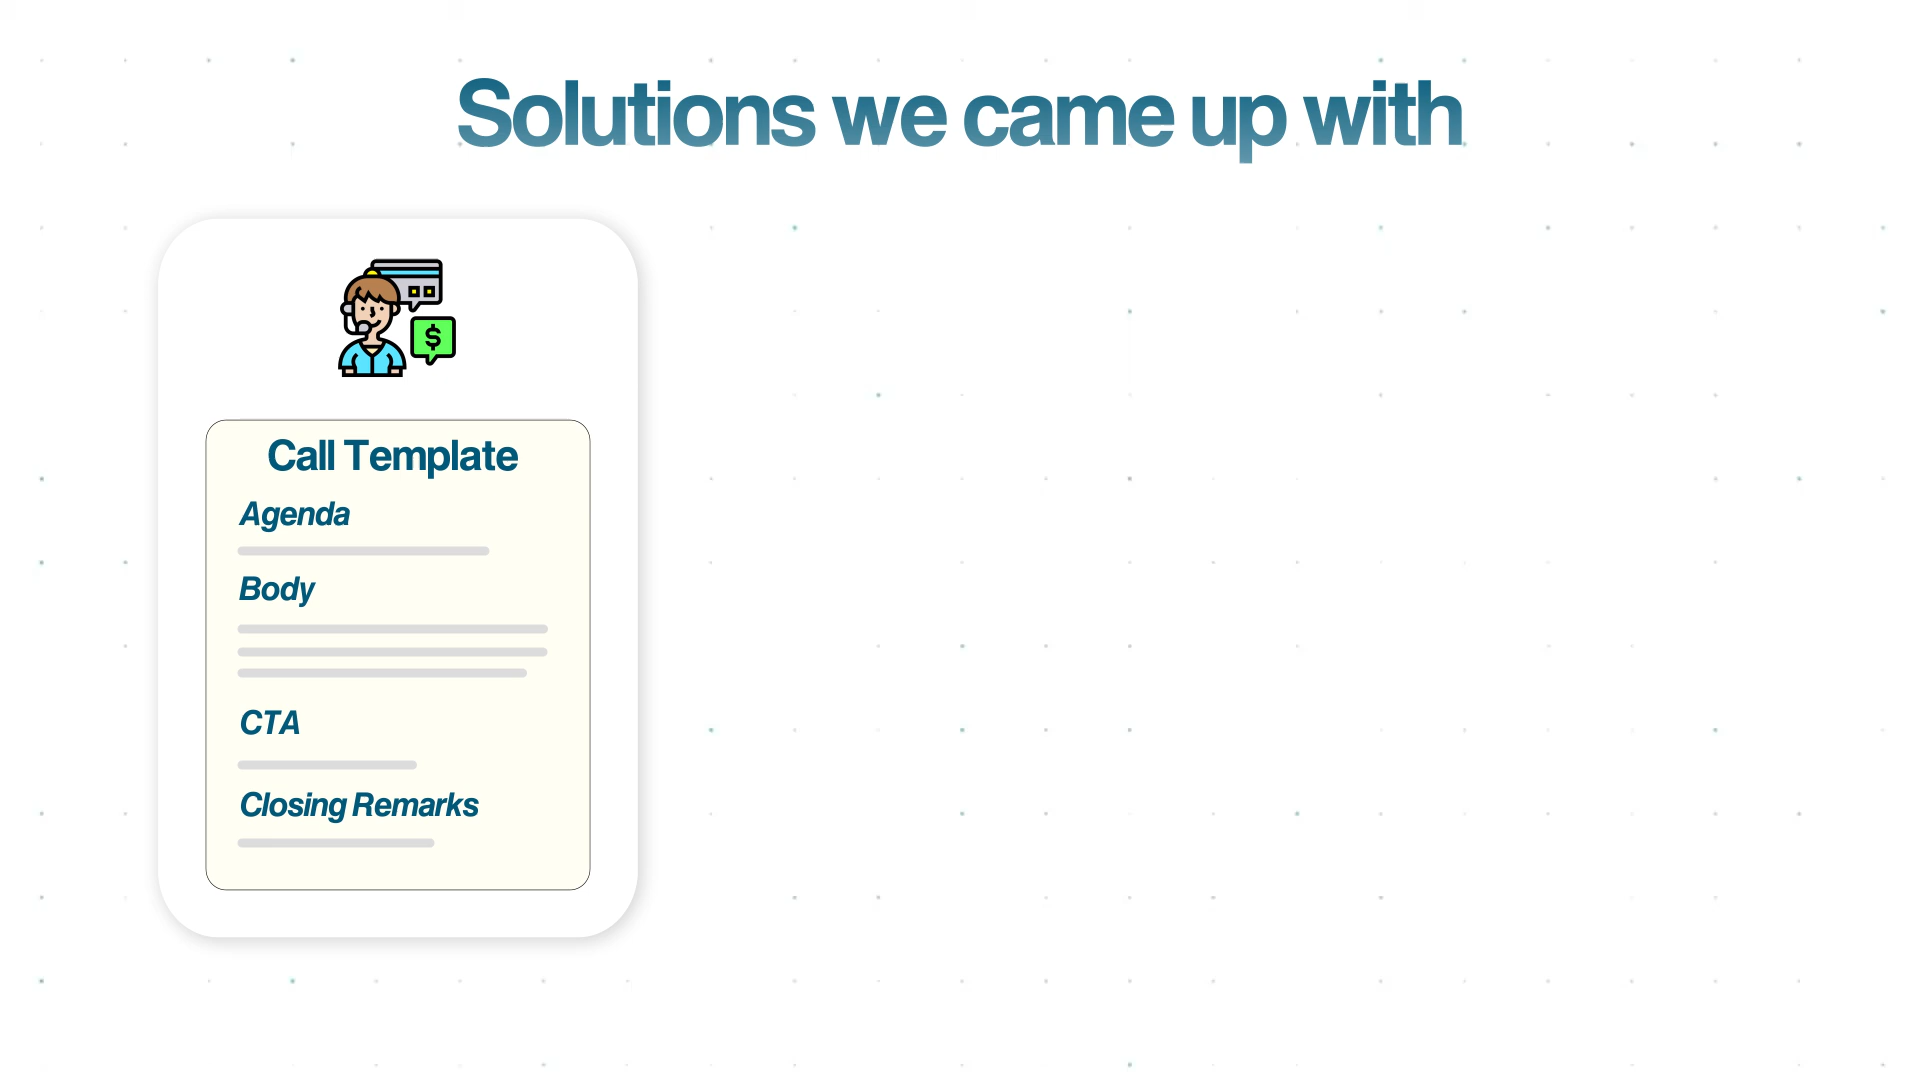 Solutions we came up with
$
Call Template
Agenda
Body
CTA
Closing Remarks